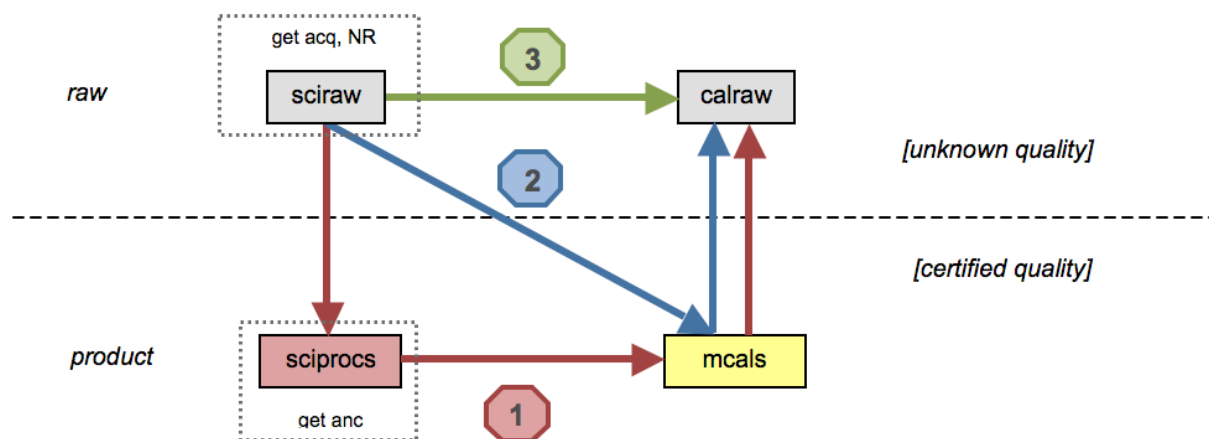 get acq, NR
3
raw
sciraw
calraw
[unknown quality]
2
[certified quality]
product
sciprocs
mcals
1
get anc